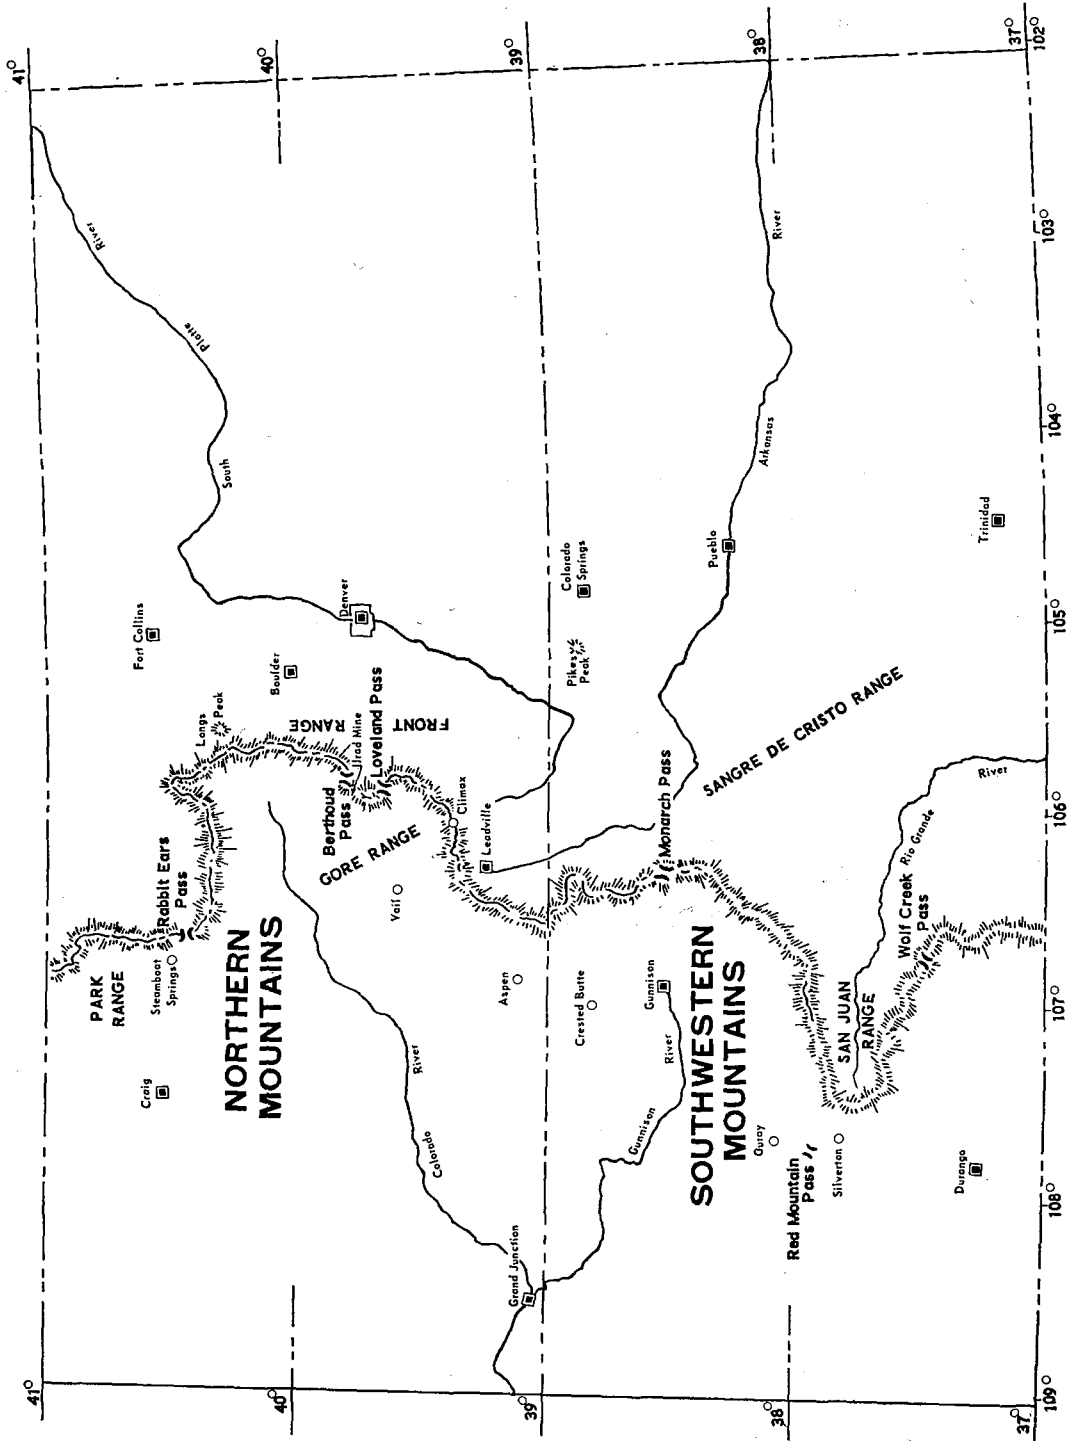 41°
41°
PARK
RANGE
Craig
Steamboat
Springs
Rabbit Ears
Pass
Fort Collins
Longs
Peak
River
Platte
South
NORTHERN
MOUNTAINS
40°
40°
Boulder
FRONT
RANGE
Berthoud
Pass
Urad Mine
Loveland Pass
Denver
GORE RANGE
Vail
Climax
Leadville
Colorado
River
Grand Junction
Aspen
39°
39°
Crested Butte
Pikes
Peak
Colorado
Springs
Gunnison
River
Gunnison
Monarch Pass
SOUTHWESTERN
MOUNTAINS
SANGRE DE CRISTO RANGE
Pueblo
Arkansas
River
38°
38°
Ouray
Red Mountain
Pass
Silverton
SAN JUAN
RANGE
Wolf Creek
Pass
Rio Grande
River
Durango
Trinidad
37°
37°
109°
108°
107°
106°
105°
104°
103°
102°